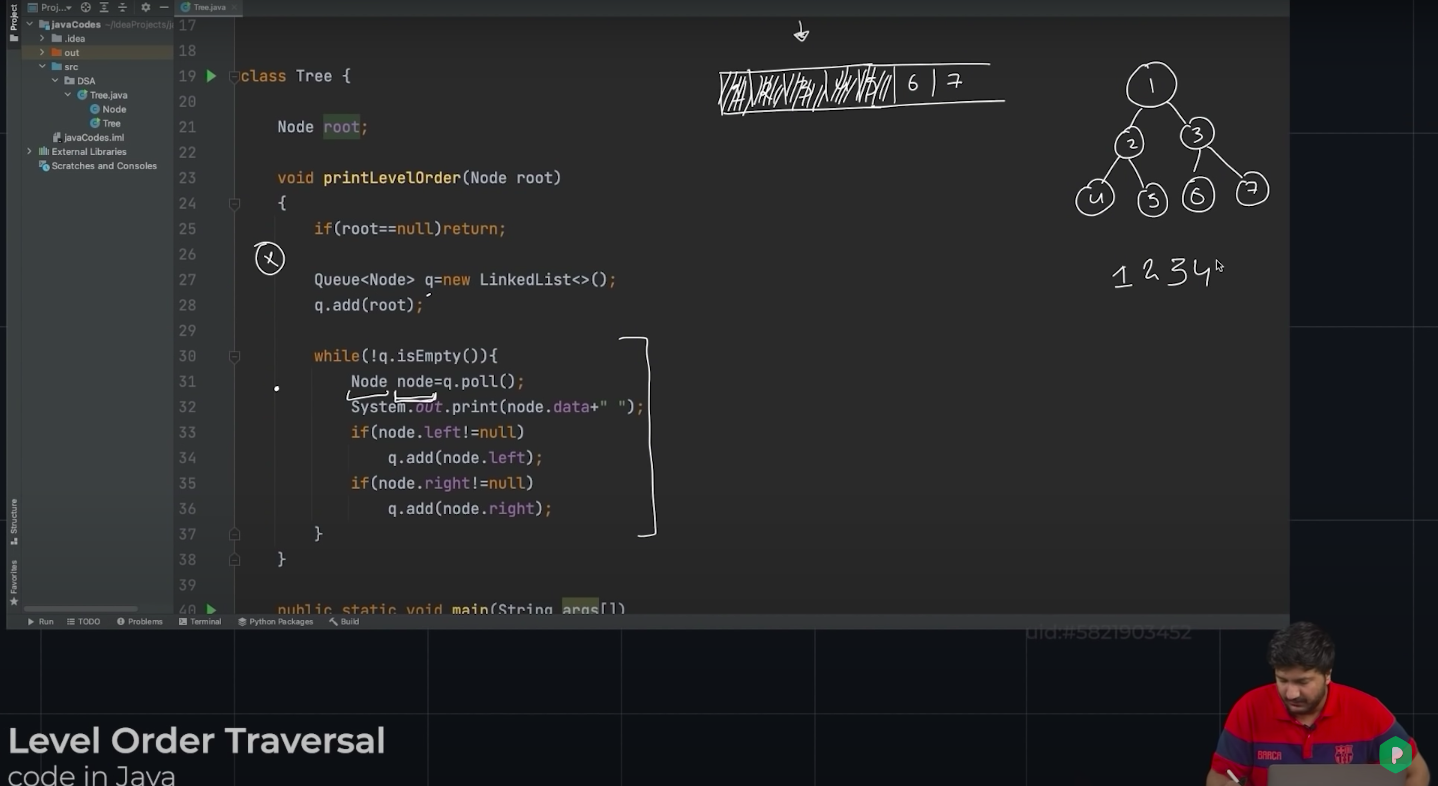 Project
Proj...
Tree.java
javaCodes ~/IdeaProjects/j
.idea
out
src
DSA
Tree.java
Node
Tree
javaCodes.iml
External Libraries
Scratches and Consoles
Structure
Favorites
17
18
19 class Tree {
20
21 Node root;
22
23 void printLevelOrder(Node root)
24 {
25 if(root==null)return;
26
27 Queue<Node> q=new LinkedList<>();
28 q.add(root);
29
30 while(!q.isEmpty()){
31 Node node=q.poll();
32 System.out.print(node.data+" ");
33 if(node.left!=null)
34 q.add(node.left);
35 if(node.right!=null)
36 q.add(node.right);
37 }
38 }
39
40 public static void main(String args[])
x
6 | 7
1
2 3
4 5 6 7
1 2 3 4
Run TODO Problems Terminal Python Packages Build
uid:#5821903452
Level Order Traversal
code in Java
BARCA
P